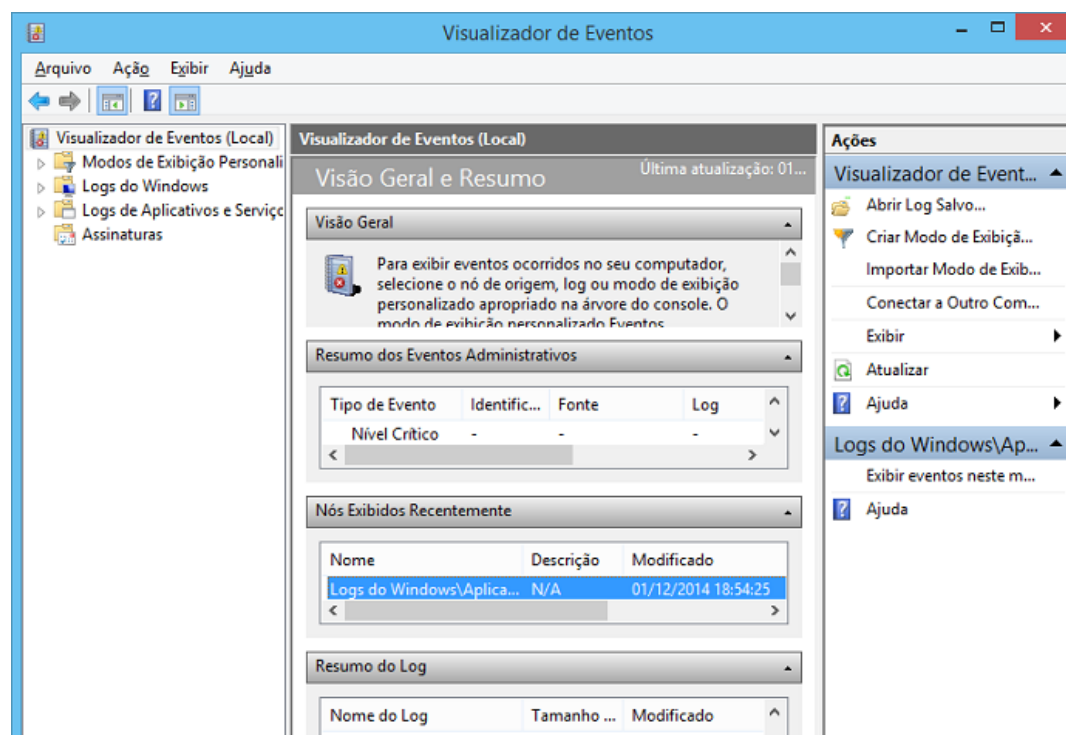 Visualizador de Eventos
Arquivo Ação Exibir Ajuda
Visualizador de Eventos (Local)
Modos de Exibição Personali
Logs do Windows
Logs de Aplicativos e Serviço
Assinaturas
Visualizador de Eventos (Local)
Visão Geral e Resumo
Última atualização: 01...
Visão Geral
Para exibir eventos ocorridos no seu computador,
selecione o nó de origem, log ou modo de exibição
personalizado apropriado na árvore do console. O
modo de exibição personalizado Eventos
Resumo dos Eventos Administrativos
Tipo de Evento Identific... Fonte Log
Nível Crítico - - -
Nós Exibidos Recentemente
Nome Descrição Modificado
Logs do Windows\Aplica... N/A 01/12/2014 18:54:25
Resumo do Log
Nome do Log Tamanho ... Modificado
Ações
Visualizador de Event...
Abrir Log Salvo...
Criar Modo de Exibiçã...
Importar Modo de Exib...
Conectar a Outro Com...
Exibir
Atualizar
Ajuda
Logs do Windows\Ap...
Exibir eventos neste m...
Ajuda